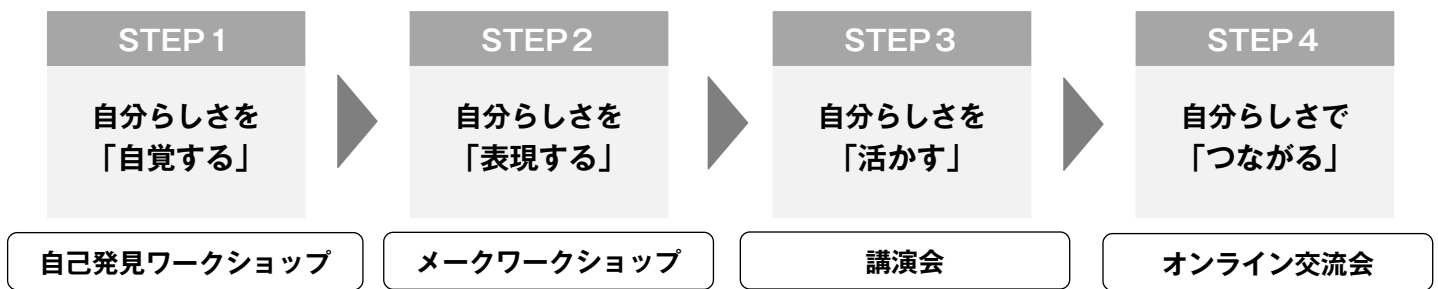 STEP1
自分らしさを
「自覚する」
自己発見ワークショップ
STEP2
自分らしさを
「表現する」
メークワークショップ
STEP3
自分らしさを
「活かす」
講演会
STEP4
自分らしさで
「つながる」
オンライン交流会